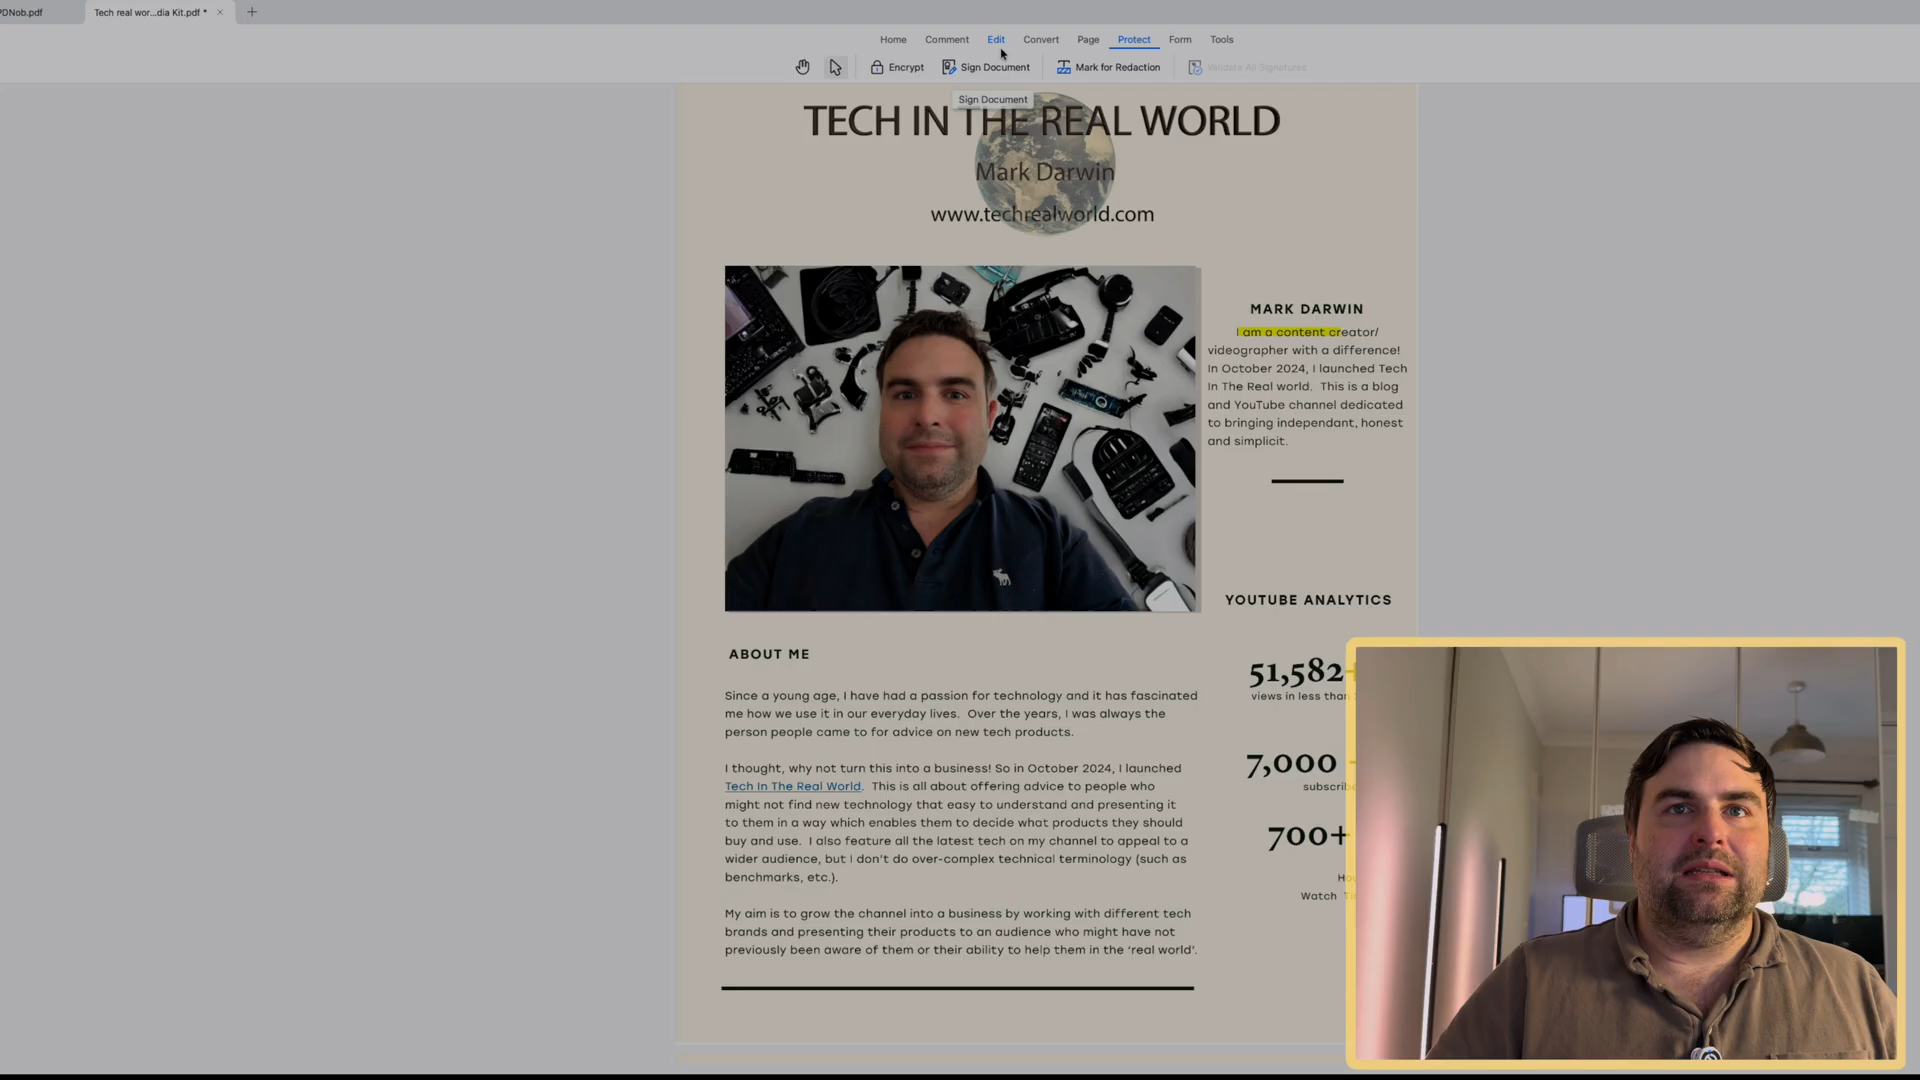 PDNob.pdf
Tech real wor...dia Kit.pdf *
Home Comment Edit Convert Page Protect Form Tools
Encrypt Sign Document Mark for Redaction Validate All Signatures
Sign Document
TECH IN THE REAL WORLD
Mark Darwin
www.techrealworld.com
MARK DARWIN
I am a content creator/
videographer with a difference!
In October 2024, I launched Tech
In The Real world. This is a blog
and YouTube channel dedicated
to bringing independant, honest
and simplicit.
YOUTUBE ANALYTICS
51,582+
views in less than
7,000
700+
Watch
ABOUT ME
Since a young age, I have had a passion for technology and it has fascinated
me how we use it in our everyday lives. Over the years, I was always the
person people came to for advice on new tech products.
I thought, why not turn this into a business! So in October 2024, I launched
Tech In The Real World. This is all about offering advice to people who
might not find new technology that easy to understand and presenting it
to them in a way which enables them to decide what products they should
buy and use. I also feature all the latest tech on my channel to appeal to a
wider audience, but I don't do over-complex technical terminology (such as
benchmarks, etc.).
My aim is to grow the channel into a business by working with different tech
brands and presenting their products to an audience who might have not
previously been aware of them or their ability to help them in the 'real world'.